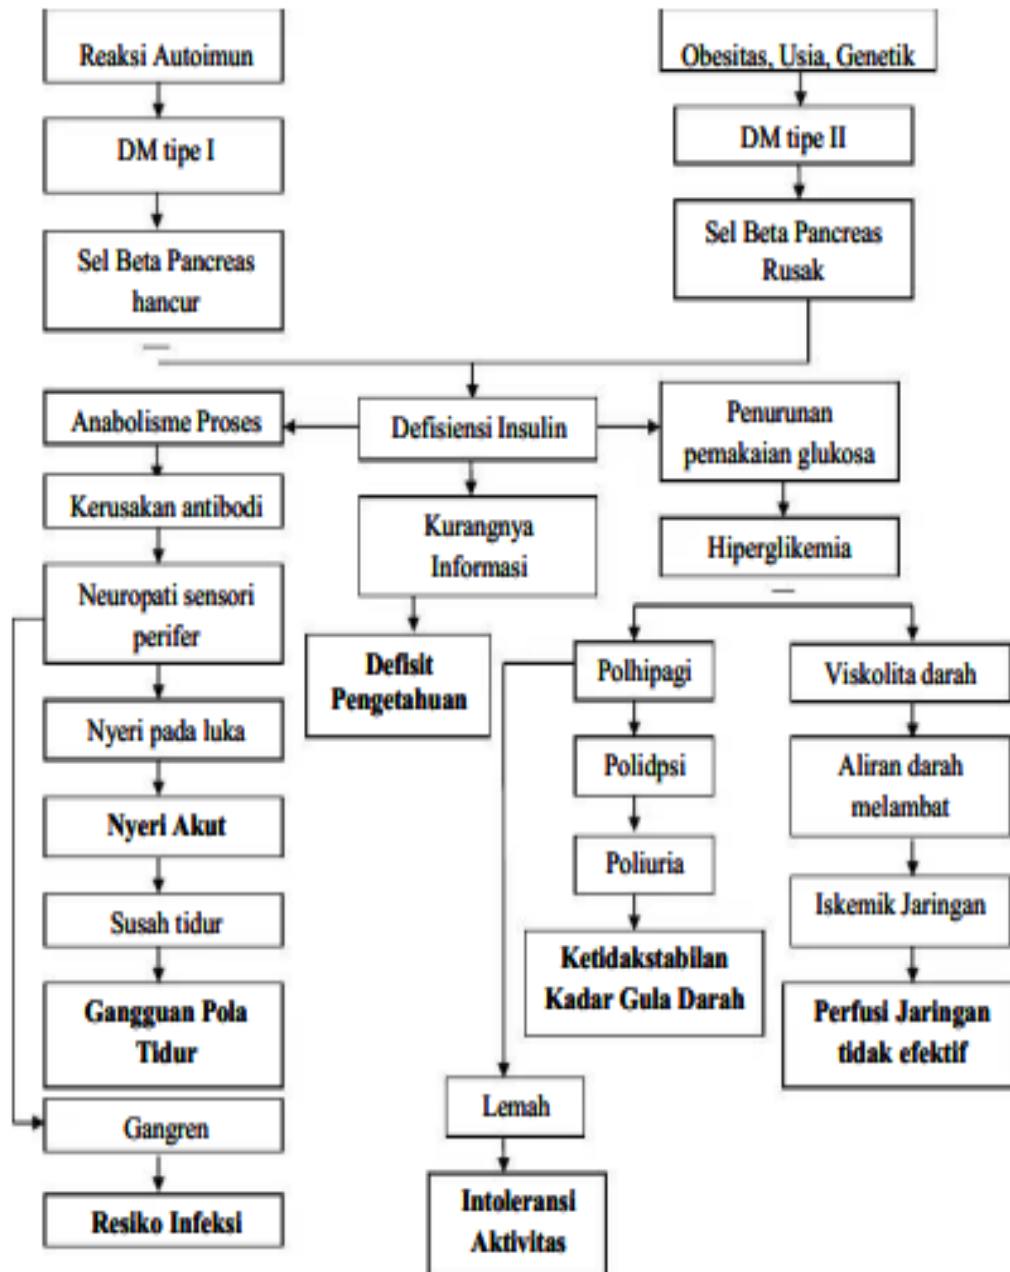 Reaksi Autoimun
Obesitas, Usia, Genetik
DM tipe I
DM tipe II
Sel Beta Pancreas
hancur
Sel Beta Pancreas
Rusak
Anabolisme Proses
Defisiensi Insulin
Penurunan
pemakaian glukosa
Kerusakan antibodi
Kurangnya
Informasi
Hiperglikemia
Neuropati sensori
perifer
Defisit
Pengetahuan
Polhipagi
Viskolita darah
Nyeri pada luka
Polidpsi
Aliran darah
melambat
Nyeri Akut
Poliuria
Susah tidur
Iskemik Jaringan
Ketidakstabilan
Kadar Gula Darah
Gangguan Pola
Tidur
Perfusi Jaringan
tidak efektif
Gangren
Lemah
Resiko Infeksi
Intoleransi
Aktivitas